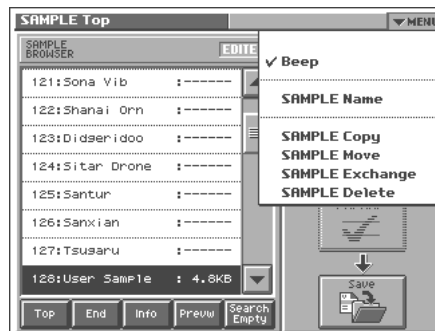 SAMPLE Top
MENU
SAMPLE
BROWSER
✓ Beep
SAMPLE Name
SAMPLE Copy
SAMPLE Move
SAMPLE Exchange
SAMPLE Delete
121:Sona Vib :------
122:Shanai Orn :------
123:Didgeridoo :------
124:Sitar Drone :------
125:Santur :------
126:Sanxian :------
127:Tsugaru :------
128:User Sample : 4.8KB
Save
Top End Info Prevw Search
Empty